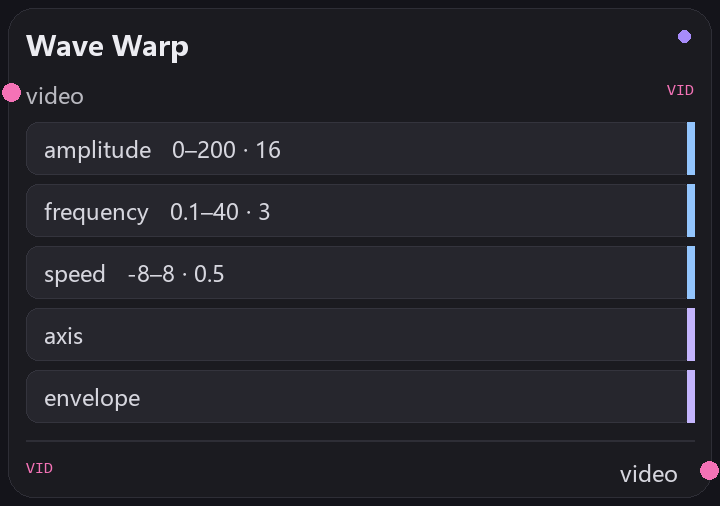 Wave Warp
video VID
amplitude 0–200 · 16
frequency 0.1–40 · 3
speed -8–8 · 0.5
axis
envelope
VID video